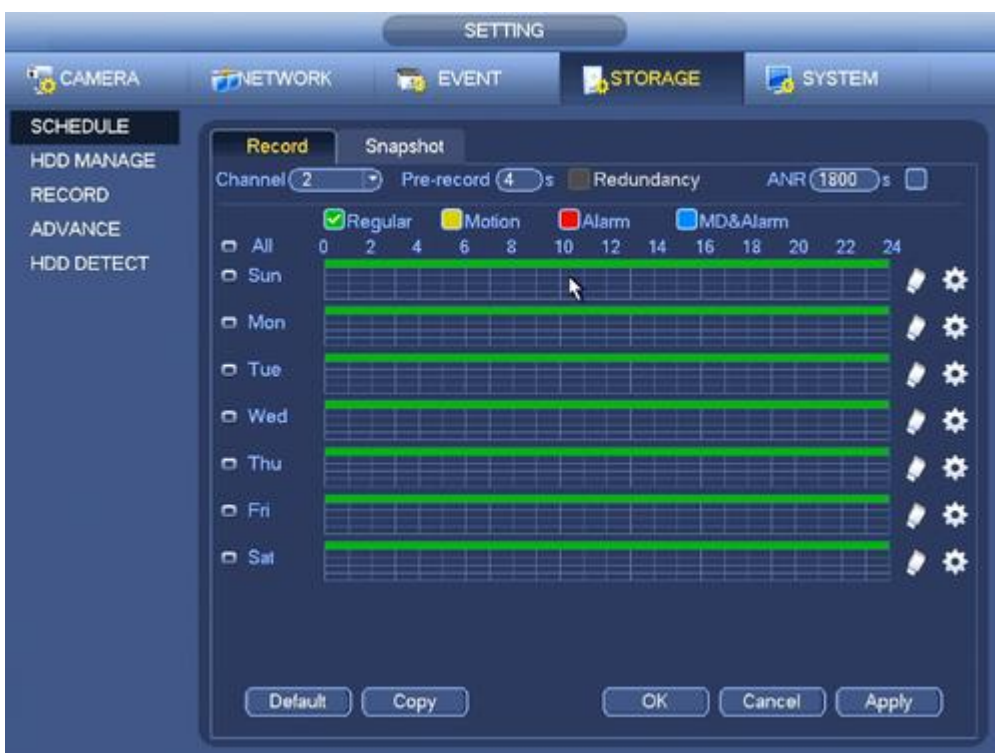 SETTING
CAMERA NETWORK EVENT STORAGE SYSTEM
SCHEDULE
HDD MANAGE
RECORD
ADVANCE
HDD DETECT
Record Snapshot
Channel 2 Pre-record 4 s Redundancy ANR 1800 s
Regular Motion Alarm MD&Alarm
All 0 2 4 6 8 10 12 14 16 18 20 22 24
Sun
Mon
Tue
Wed
Thu
Fri
Sat
Default Copy OK Cancel Apply